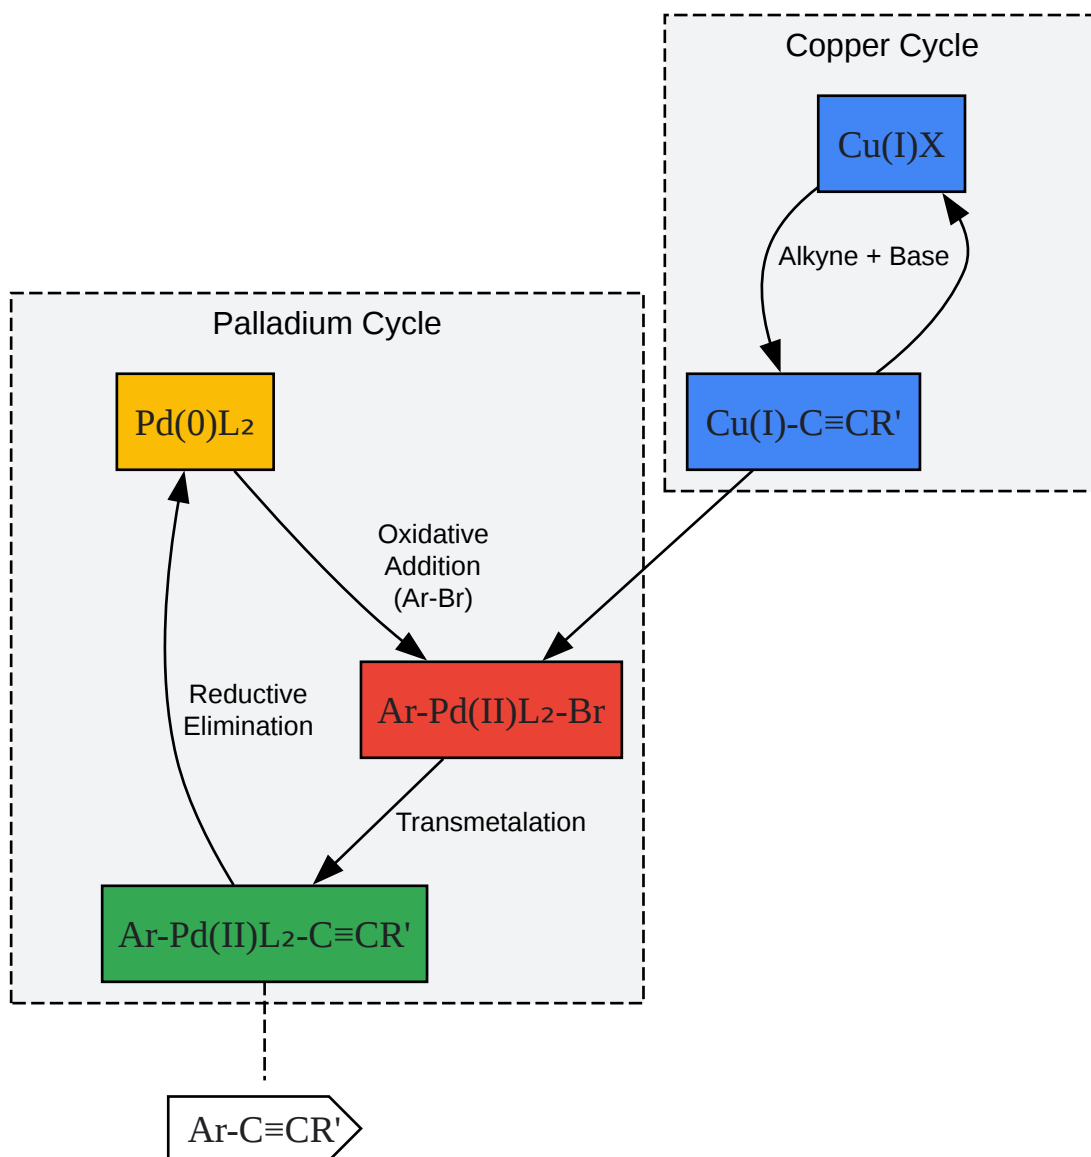 Copper Cycle
Cu(I)X
Alkyne + Base
Palladium Cycle
Pd(0)L₂
Cu(I)-C≡CR'
Oxidative
Addition
(Ar-Br)
Reductive
Elimination
Ar-Pd(II)L₂-Br
Transmetalation
Ar-Pd(II)L₂-C≡CR'
Ar-C≡CR'